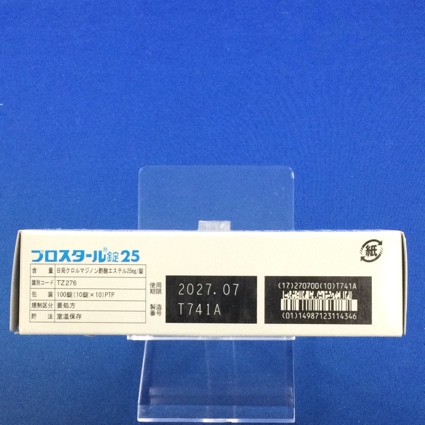 プロスタール®錠25
含 量 日局クロルマジノン酢酸エステル25mg/錠
識別コード TZ276
包 装 100錠(10錠×10)PTP
規制区分 要処方
貯 法 室温保存
使用期限 2027.07
製造番号 T741A
(17)270700(10)T741A
(01)14987123114346
紙